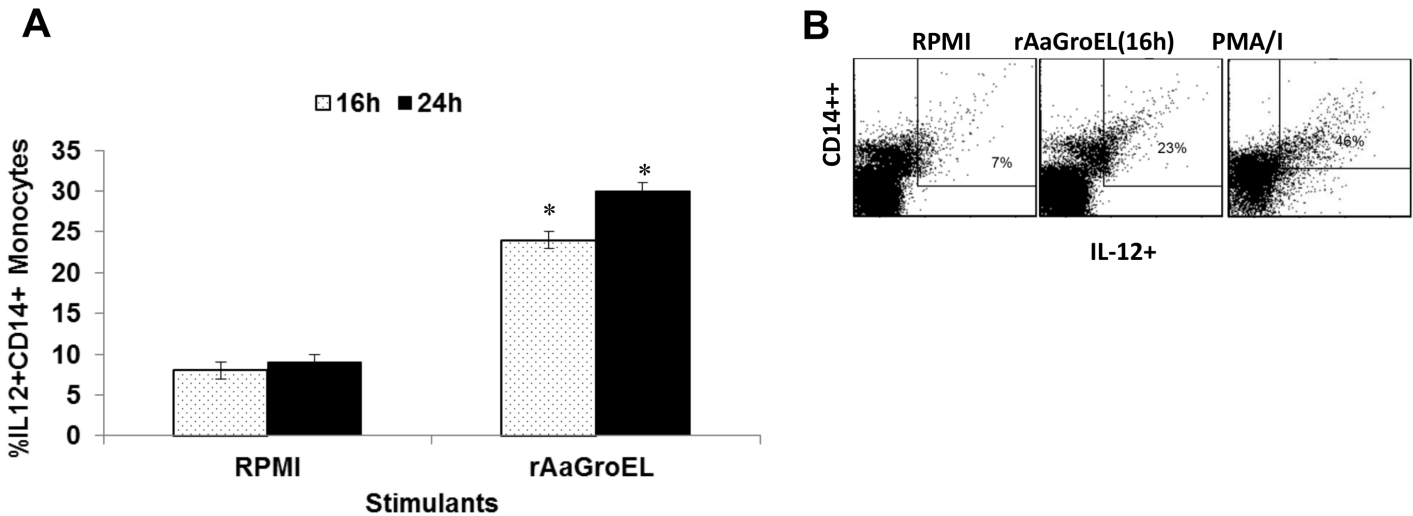 A
16h 24h
%IL12+CD14+ Monocytes
35
30
25
20
15
10
5
0
*
*
RPMI rAaGroEL
Stimulants
B
RPMI rAaGroEL(16h) PMA/I
CD14++
7% 23% 46%
IL-12+